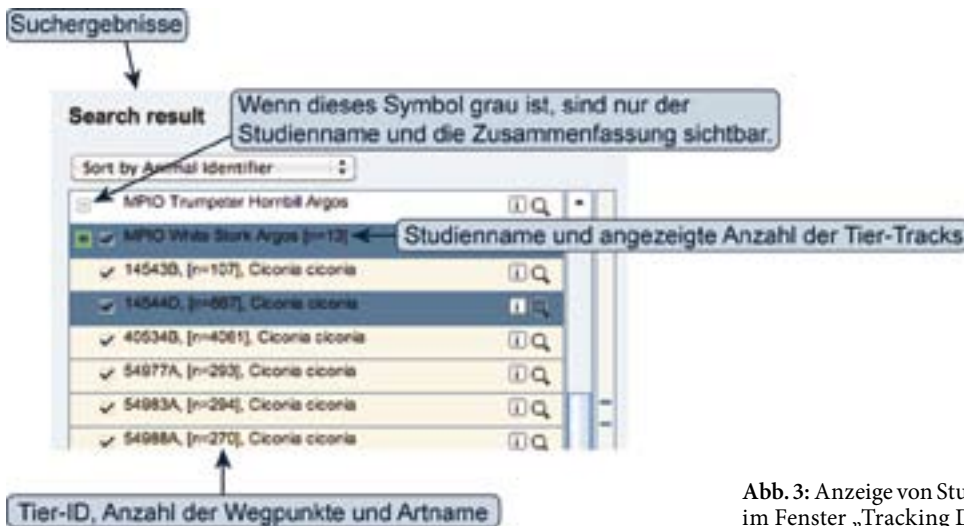 Suchergebnisse
Search result
Wenn dieses Symbol grau ist, sind nur der
Studienname und die Zusammenfassung sichtbar.
Sort by Animal Identifier
MPIO Trumpeter Hornbill Argos
MPIO White Stork Argos [n=13]
Studienname und angezeigte Anzahl der Tier-Tracks
14543B, [n=107], Ciconia ciconia
14544D, [n=667], Ciconia ciconia
40534B, [n=4061], Ciconia ciconia
54977A, [n=293], Ciconia ciconia
54983A, [n=294], Ciconia ciconia
54988A, [n=270], Ciconia ciconia
Tier-ID, Anzahl der Wegpunkte und Artname
Abb. 3: Anzeige von Stu
im Fenster „Tracking D